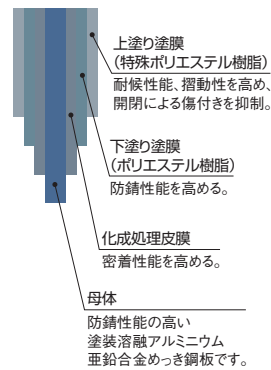 上塗り塗膜
(特殊ポリエステル樹脂)
耐候性能、摺動性を高め、
開閉による傷付きを抑制。
下塗り塗膜
(ポリエステル樹脂)
防錆性能を高める。
化成処理皮膜
密着性能を高める。
母体
防錆性能の高い
塗装溶融アルミニウム
亜鉛合金めっき鋼板です。